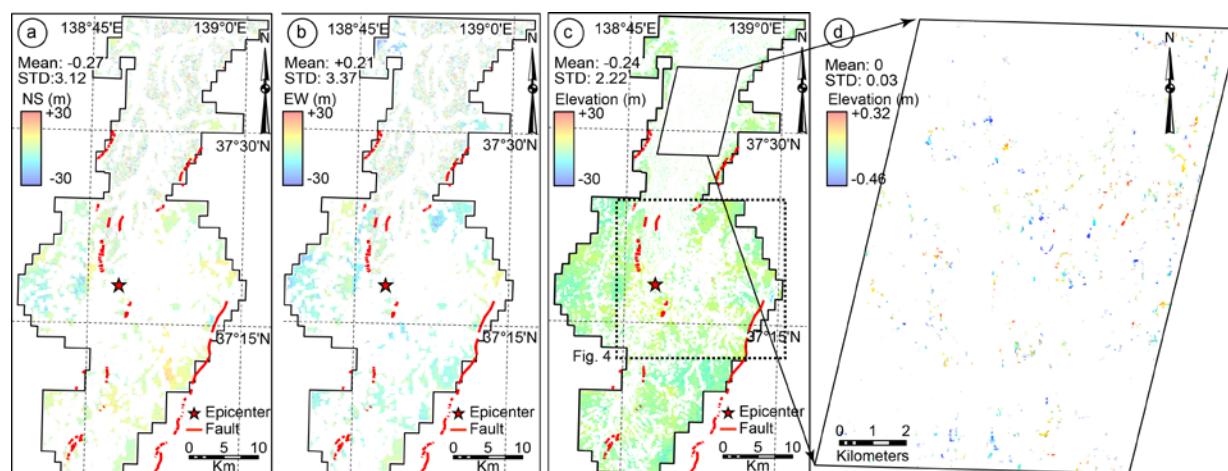 a
138°45'E
139°0'E
N
Mean: -0.27
STD:3.12
NS (m)
+30
-30
37°30'N
37°15'N
Epicenter
Fault
0 5 10
Km
b
138°45'E
139°0'E
N
Mean: +0.21
STD: 3.37
EW (m)
+30
-30
37°30'N
37°15'N
Epicenter
Fault
0 5 10
Km
c
138°45'E
139°0'E
N
Mean: -0.24
STD: 2.22
Elevation (m)
+30
-30
37°30'N
37°15'N
Fig. 4
Epicenter
Fault
0 5 10
Km
d
N
Mean: 0
STD: 0.03
Elevation (m)
+0.32
-0.46
0 1 2
Kilometers